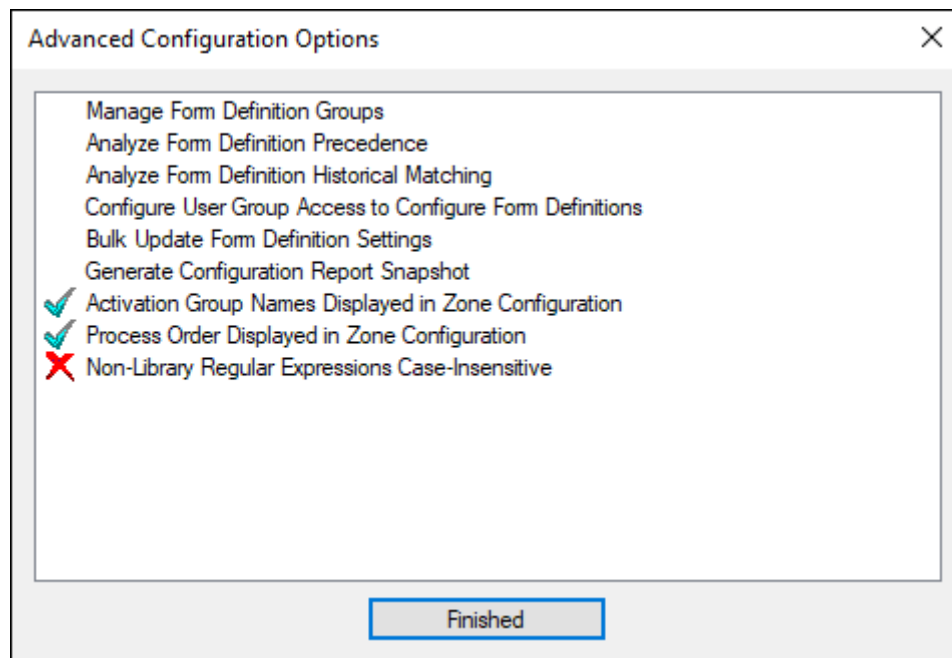 Advanced Configuration Options
Manage Form Definition Groups
Analyze Form Definition Precedence
Analyze Form Definition Historical Matching
Configure User Group Access to Configure Form Definitions
Bulk Update Form Definition Settings
Generate Configuration Report Snapshot
Activation Group Names Displayed in Zone Configuration
Process Order Displayed in Zone Configuration
Non-Library Regular Expressions Case-Insensitive
Finished